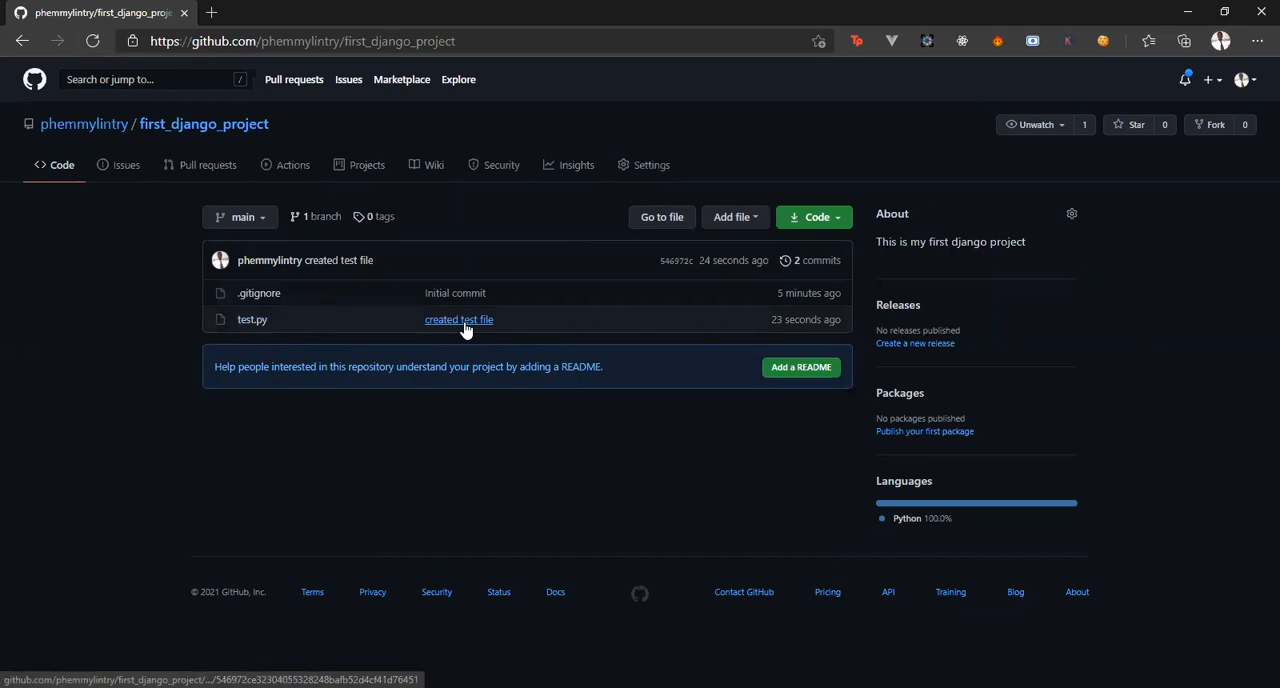 phemmylintry/first_django_proje
https://github.com/phemmylintry/first_django_project
Search or jump to... /
Pull requests Issues Marketplace Explore
phemmylintry / first_django_project
Unwatch 1 Star 0 Fork 0
Code Issues Pull requests Actions Projects Wiki Security Insights Settings
main 1 branch 0 tags Go to file Add file Code
phemmylintry created test file 546972c 24 seconds ago 2 commits
.gitignore Initial commit 5 minutes ago
test.py created test file 23 seconds ago
Help people interested in this repository understand your project by adding a README. Add a README
About
This is my first django project
Releases
No releases published
Create a new release
Packages
No packages published
Publish your first package
Languages
Python 100.0%
© 2021 GitHub, Inc. Terms Privacy Security Status Docs Contact GitHub Pricing API Training Blog About
github.com/phemmylintry/first_django_project/.../546972ce32304055328248bafb52d4cf41d76451